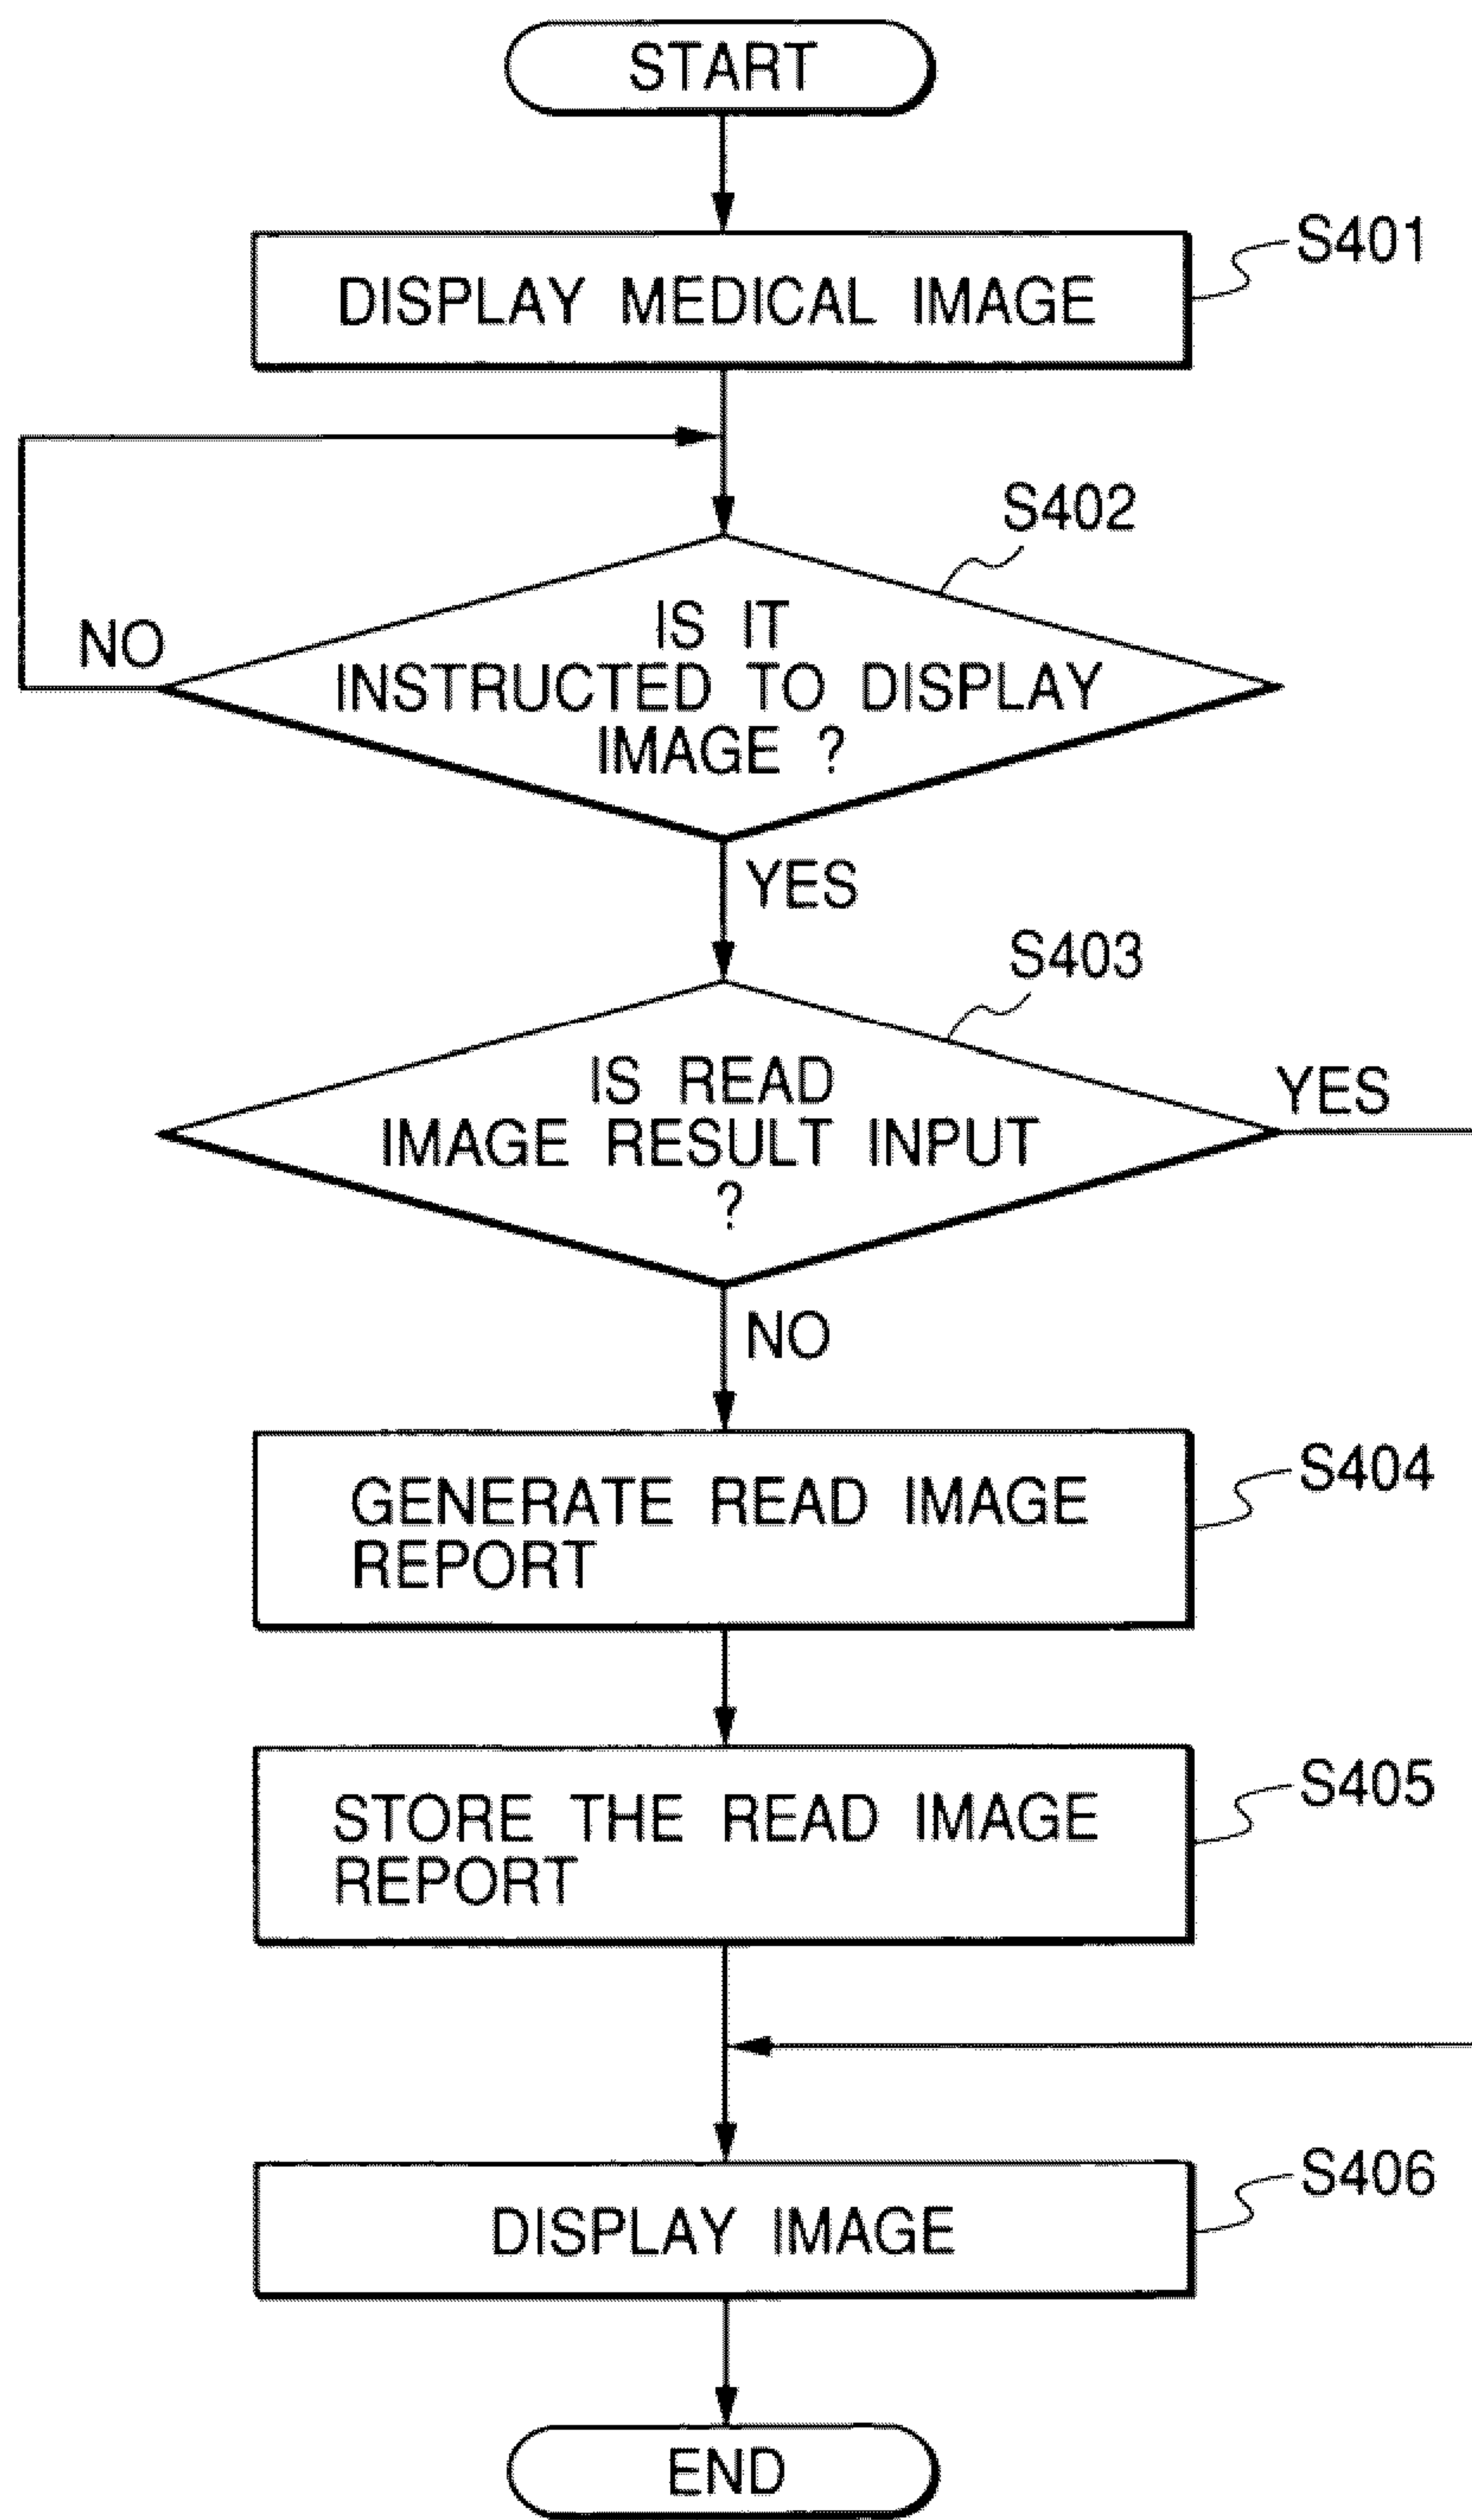 START
DISPLAY MEDICAL IMAGE
S401
S402
IS IT
INSTRUCTED TO DISPLAY
IMAGE ?
NO
YES
S403
IS READ
IMAGE RESULT INPUT
?
YES
NO
GENERATE READ IMAGE
REPORT
S404
STORE THE READ IMAGE
REPORT
S405
DISPLAY IMAGE
S406
END